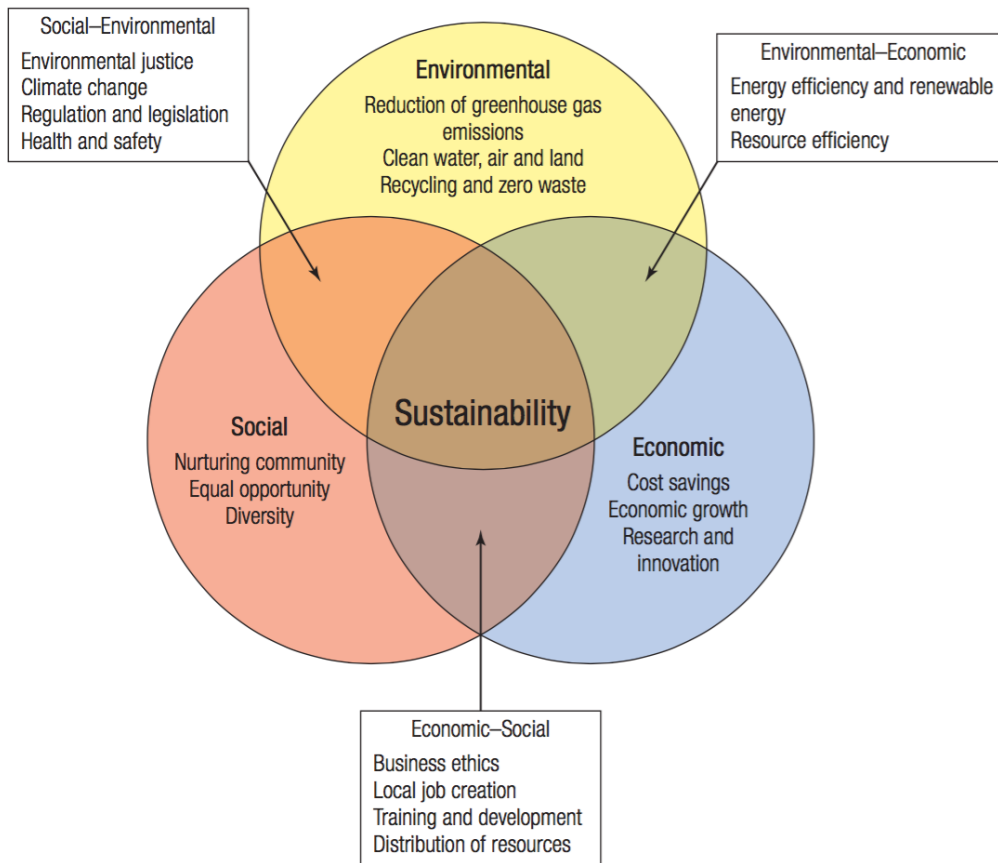 Social–Environmental
Environmental justice
Climate change
Regulation and legislation
Health and safety
Environmental
Reduction of greenhouse gas
emissions
Clean water, air and land
Recycling and zero waste
Environmental–Economic
Energy efficiency and renewable
energy
Resource efficiency
Sustainability
Social
Nurturing community
Equal opportunity
Diversity
Economic
Cost savings
Economic growth
Research and
innovation
Economic–Social
Business ethics
Local job creation
Training and development
Distribution of resources